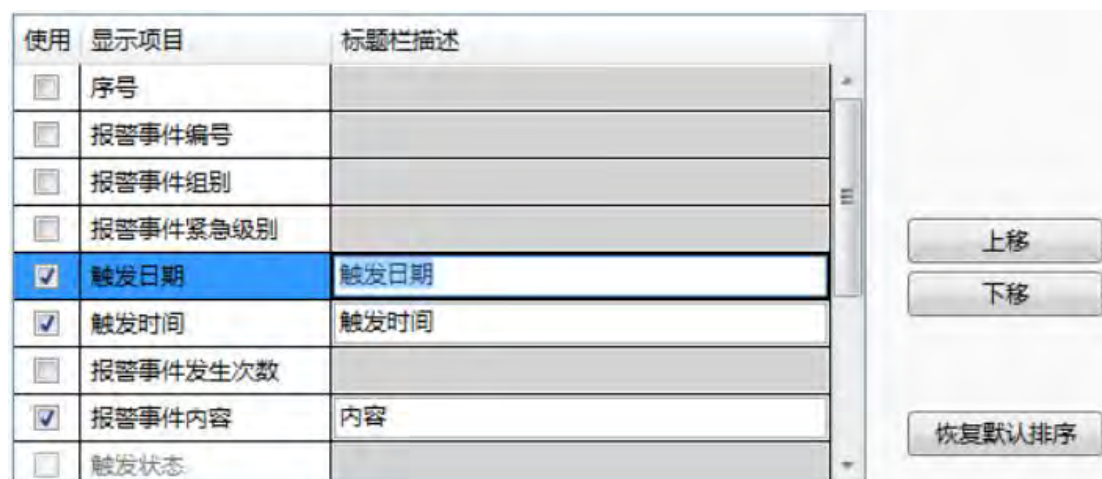 使用 显示项目 标题栏描述
序号
报警事件编号
报警事件组别
报警事件紧急级别
上移
触发日期 触发日期
下移
触发时间 触发时间
报警事件发生次数
报警事件内容 内容
恢复默认排序
触发状态